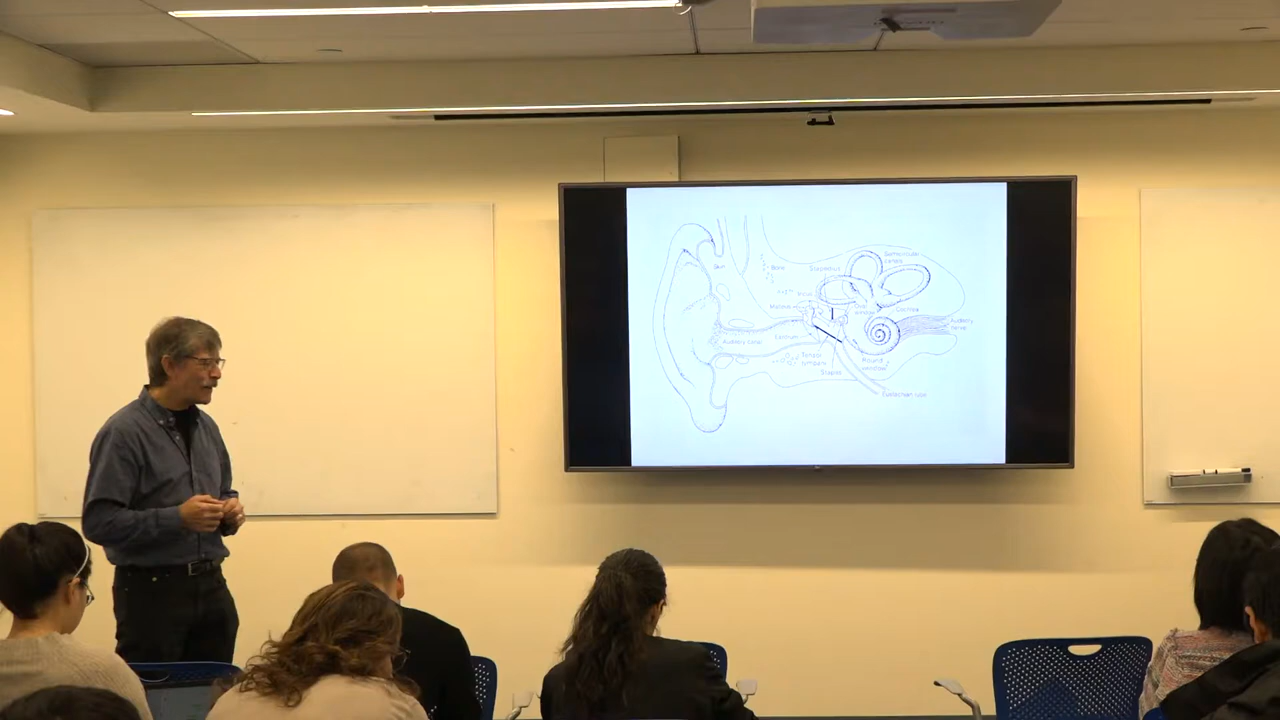 Skin
Bone
Stapedius
Semicircular
canals
Incus
Malleus
Oval
window
Cochlea
Auditory
nerve
Auditory canal
Eardrum
Tensor
tympani
Stapes
Round
window
Eustachian tube